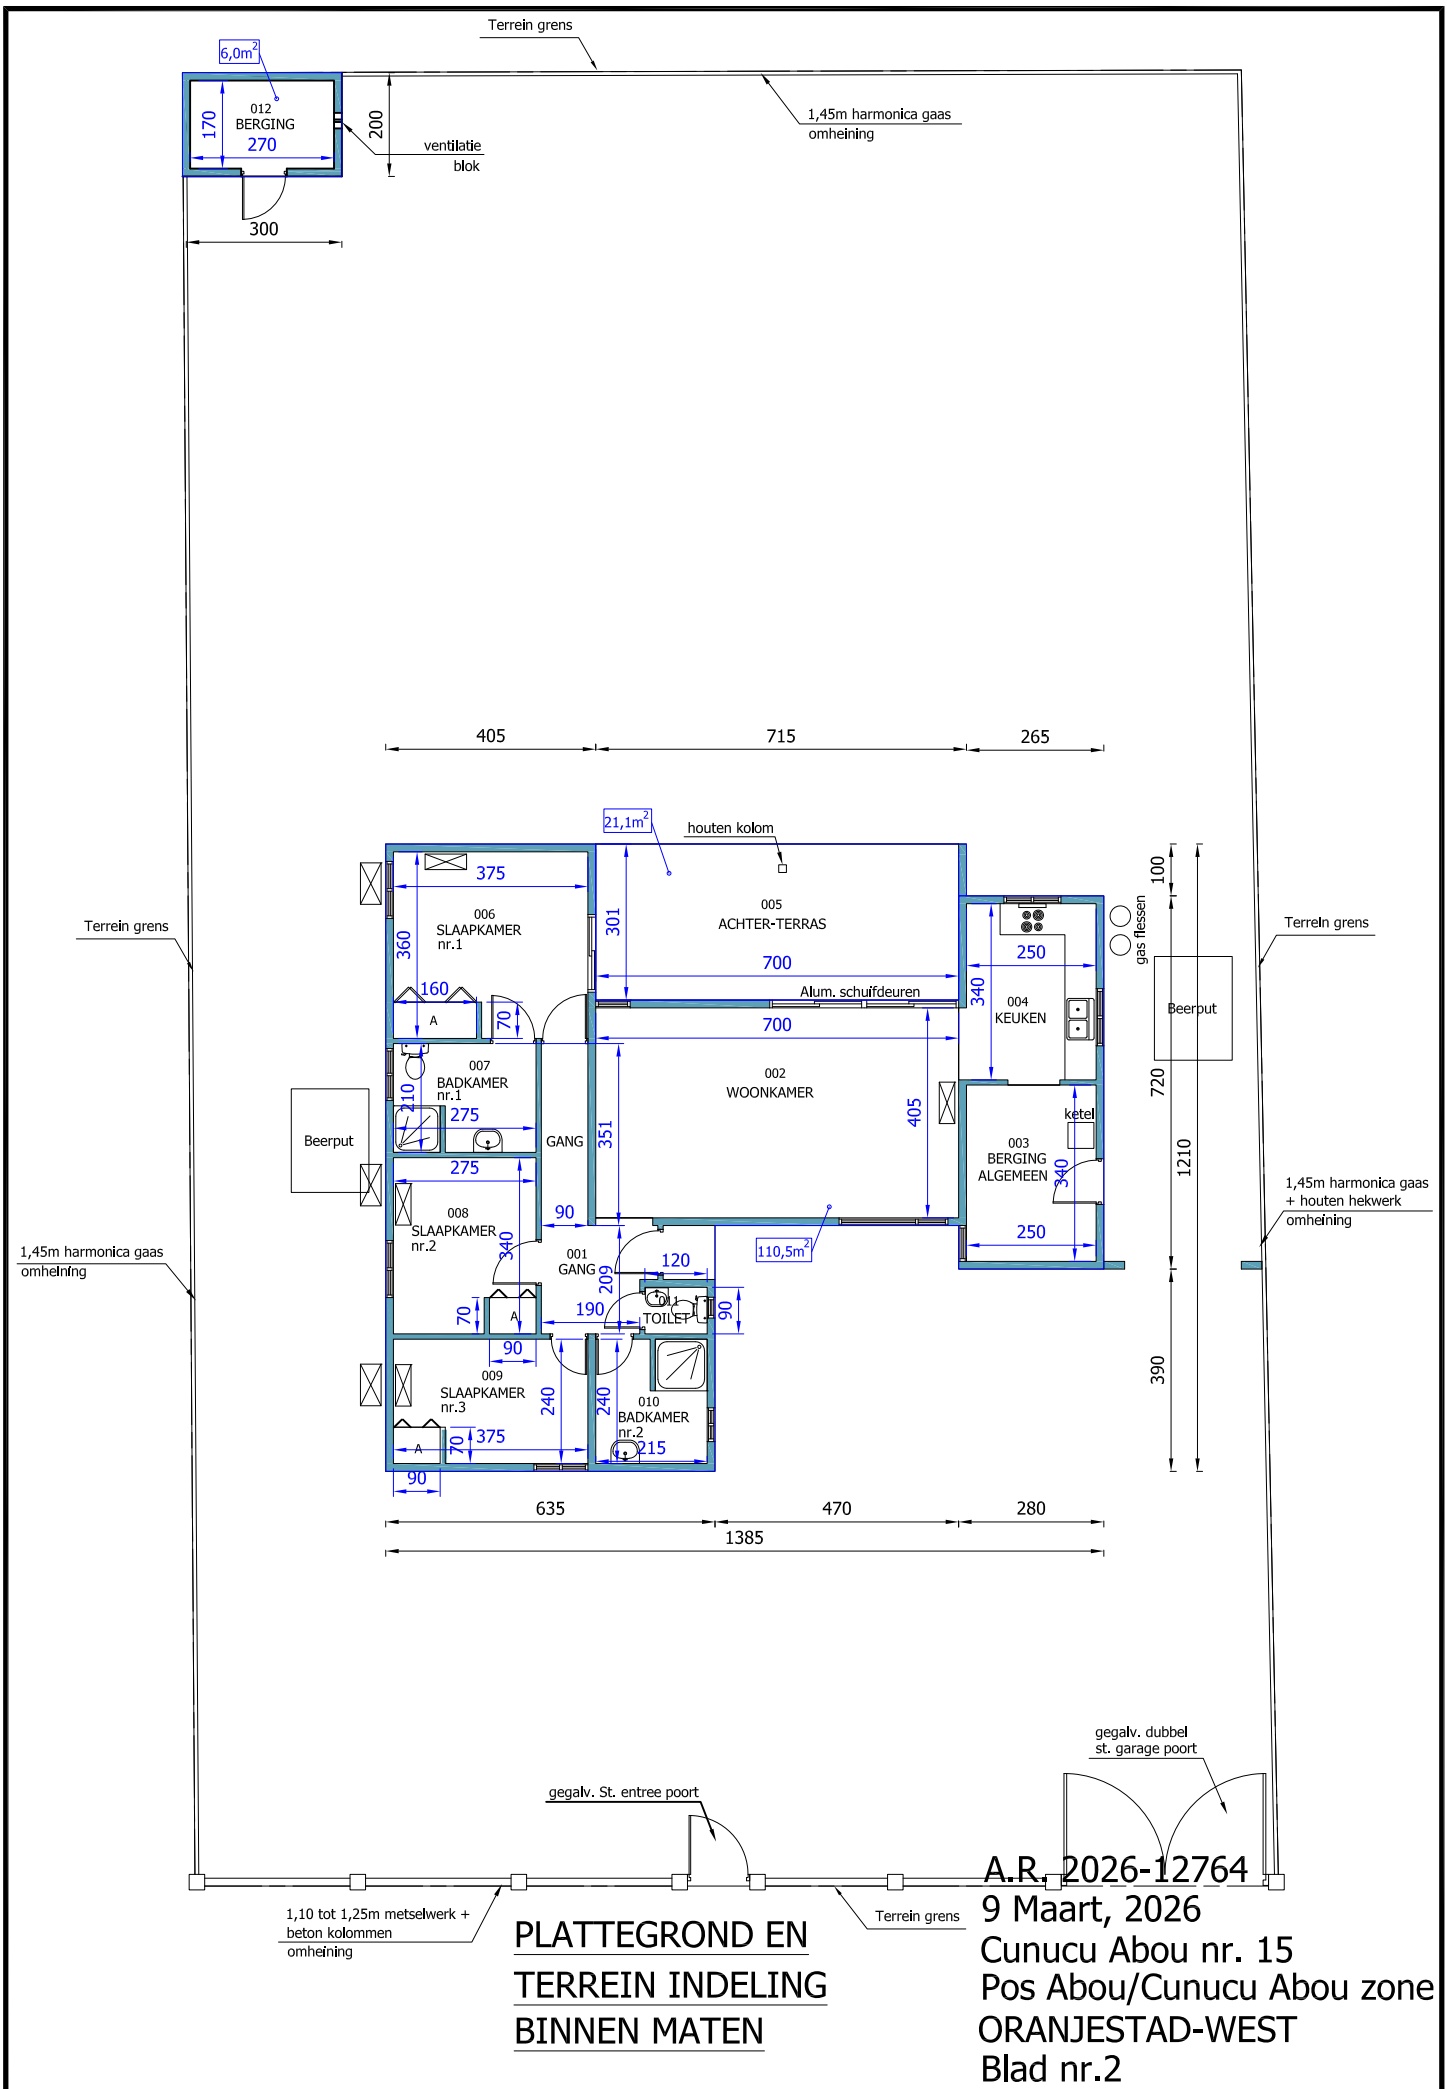 Terrein grens
6,0m²
012
BERGING
170
270
200
300
ventilatie
blok
1,45m harmonica gaas
omheining
405
715
265
21,1m²
houten kolom
100
gas flessen
375
006
SLAAPKAMER
nr.1
360
160
A
70
301
005
ACHTER-TERRAS
700
Alum. schuifdeuren
700
250
340
004
KEUKEN
Terrein grens
Terrein grens
Beerput
720
1210
007
BADKAMER
nr.1
210
275
002
WOONKAMER
405
351
GANG
Beerput
ketel
003
BERGING
ALGEMEEN
340
250
275
008
SLAAPKAMER
nr.2
340
90
001
GANG
209
190
120
011
TOILET
90
110,5m²
70
A
90
1,45m harmonica gaas
omheining
1,45m harmonica gaas
+ houten hekwerk
omheining
009
SLAAPKAMER
nr.3
240
240
010
BADKAMER
nr.2
215
375
70
A
90
390
635
470
280
1385
gegalv. dubbel
st. garage poort
gegalv. St. entree poort
1,10 tot 1,25m metselwerk +
beton kolommen
omheining
Terrein grens
PLATTEGROND EN
TERREIN INDELING
BINNEN MATEN
A.R. 2026-12764
9 Maart, 2026
Cunucu Abou nr. 15
Pos Abou/Cunucu Abou zone
ORANJESTAD-WEST
Blad nr.2